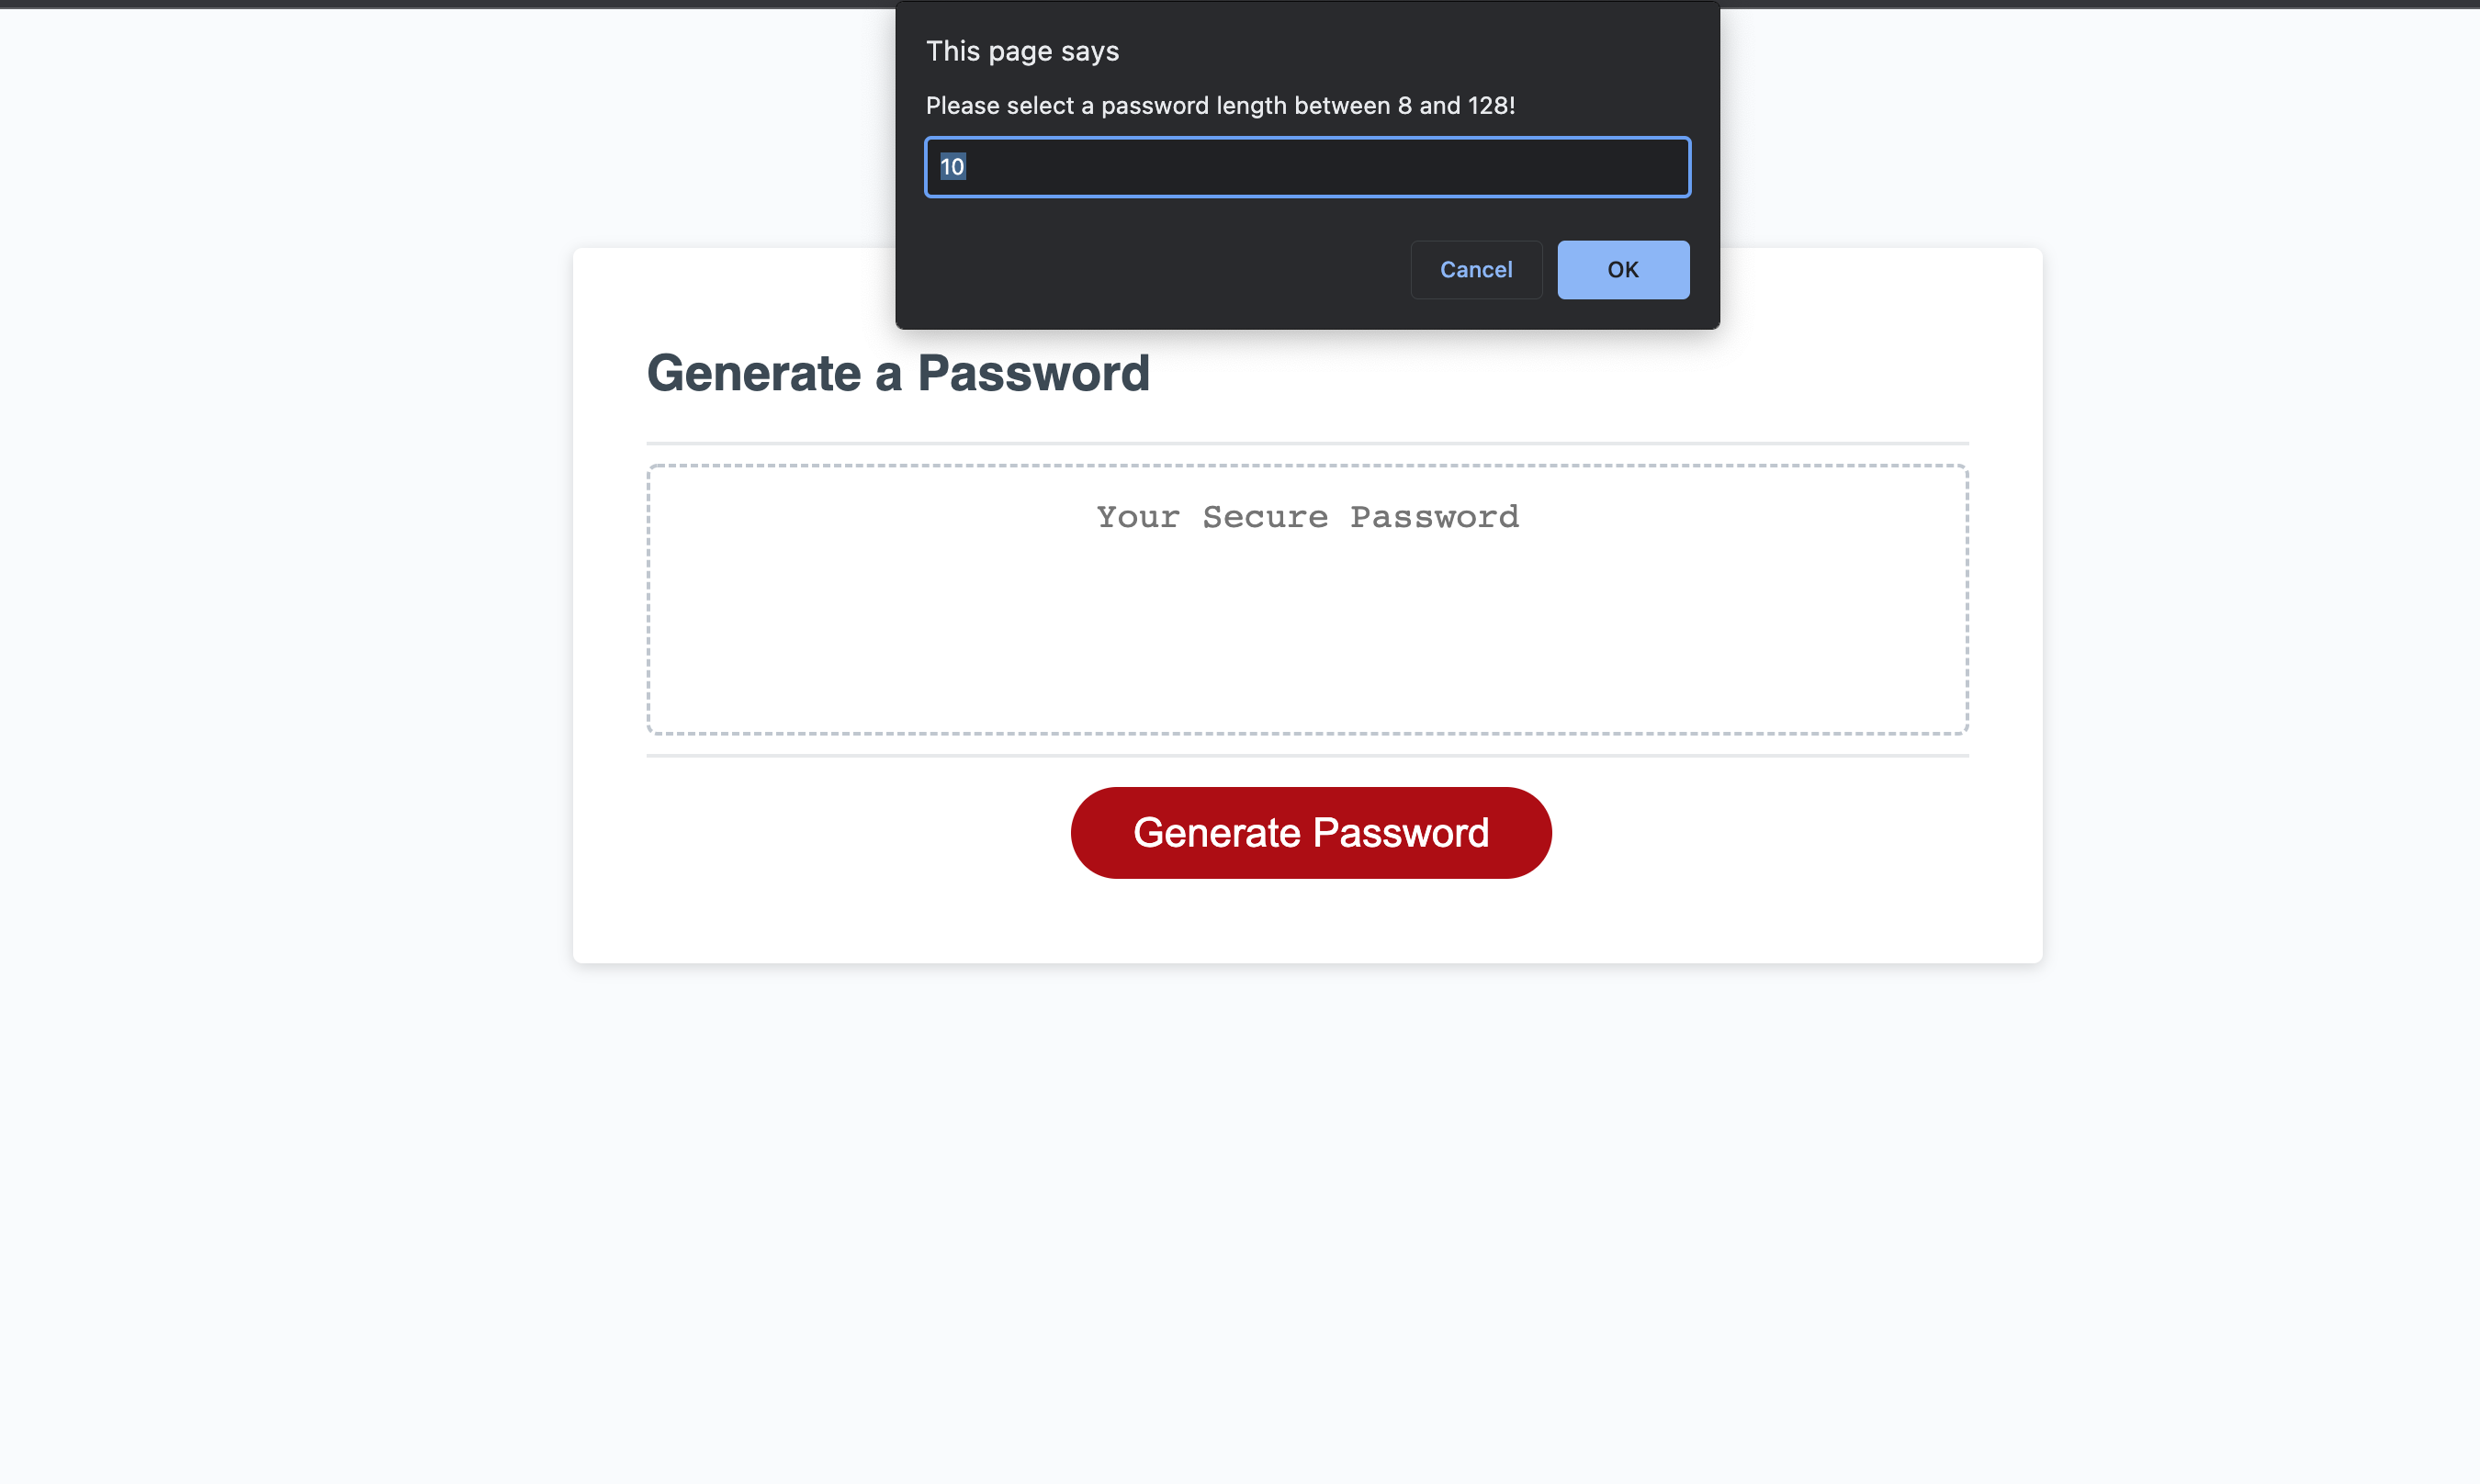 This page says
Please select a password length between 8 and 128!
10
Cancel OK
Generate a Password
Your Secure Password
Generate Password